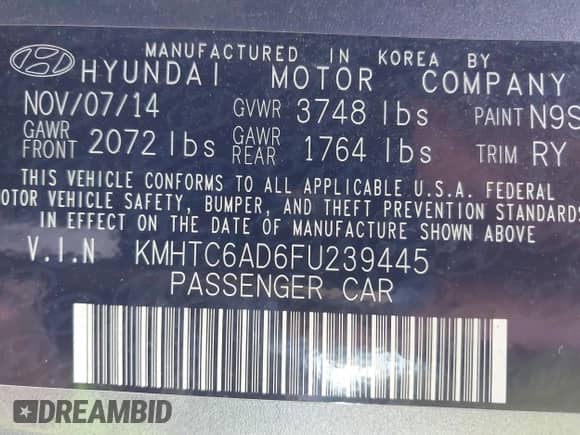 MANUFACTURED IN KOREA BY
HYUNDAI MOTOR COMPANY
NOV/07/14 GVWR 3748 lbs PAINT N9S
GAWR FRONT 2072 lbs GAWR REAR 1764 lbs TRIM RY
THIS VEHICLE CONFORMS TO ALL APPLICABLE U.S.A. FEDERAL
OTOR VEHICLE SAFETY, BUMPER, AND THEFT PREVENTION STANDARDS
IN EFFECT ON THE DATE OF MANUFACTURE SHOWN ABOVE
V.I.N KMHTC6AD6FU239445
PASSENGER CAR
DREAMBID